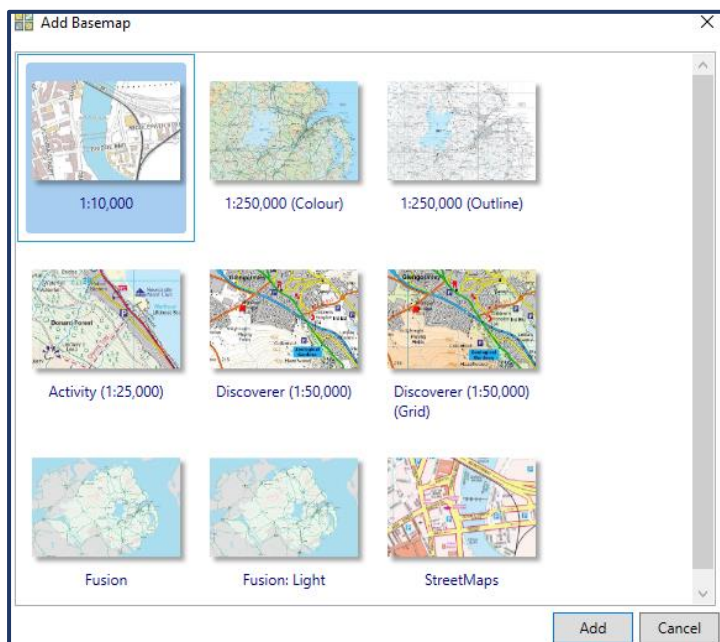 Add Basemap
1:10,000
1:250,000 (Colour)
1:250,000 (Outline)
Activity (1:25,000)
Discoverer (1:50,000)
Discoverer (1:50,000)
(Grid)
Fusion
Fusion: Light
StreetMaps
Add
Cancel